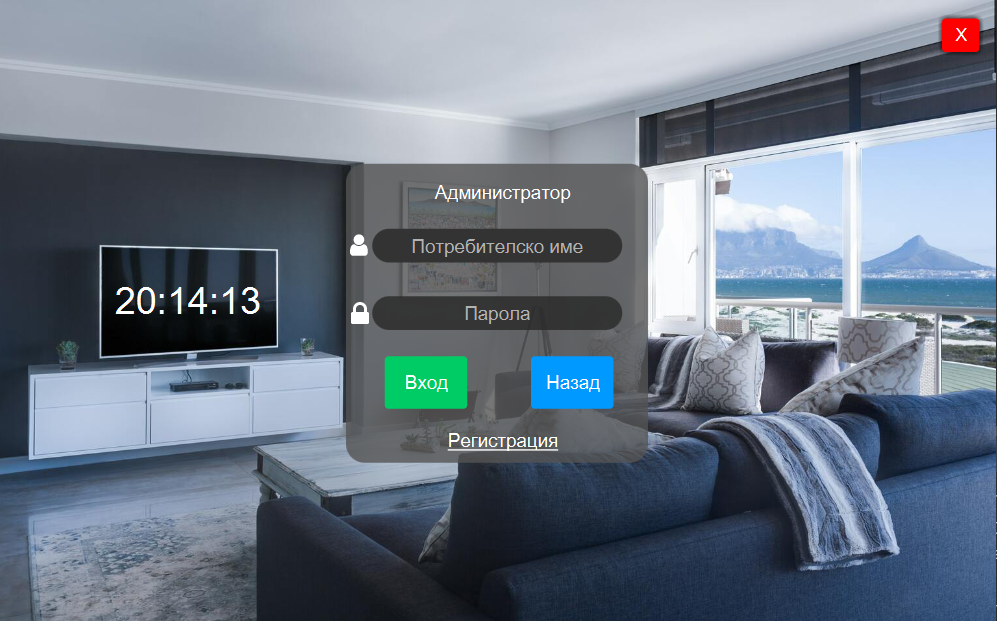 X
Администратор
Потребителско име
20:14:13
Парола
Вход
Назад
Регистрация